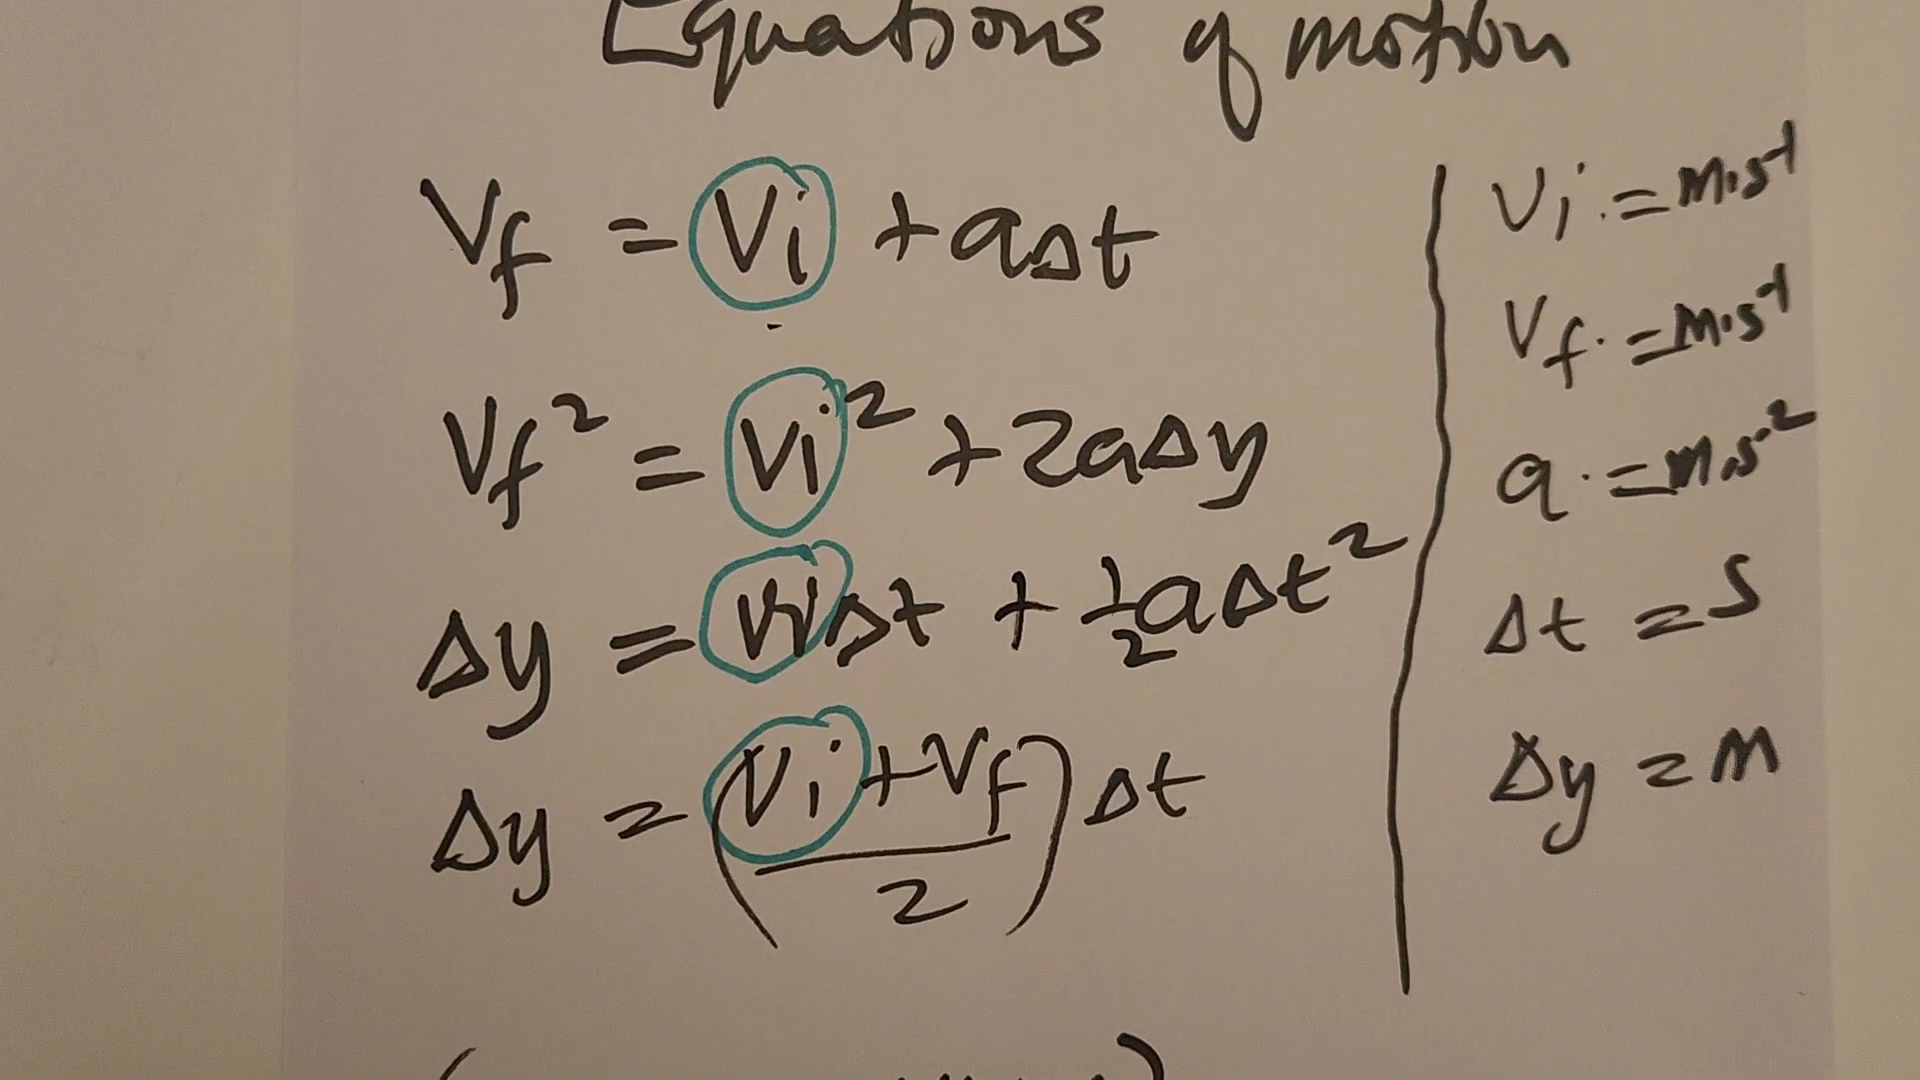 Equations of motion
Vf = Vi + aΔt
Vf² = Vi² + 2aΔy
Δy = ViΔt + ½aΔt²
Δy = (Vi + Vf / 2) Δt
Vi = m.s⁻¹
Vf = m.s⁻¹
a = m.s⁻²
Δt = s
Δy = m